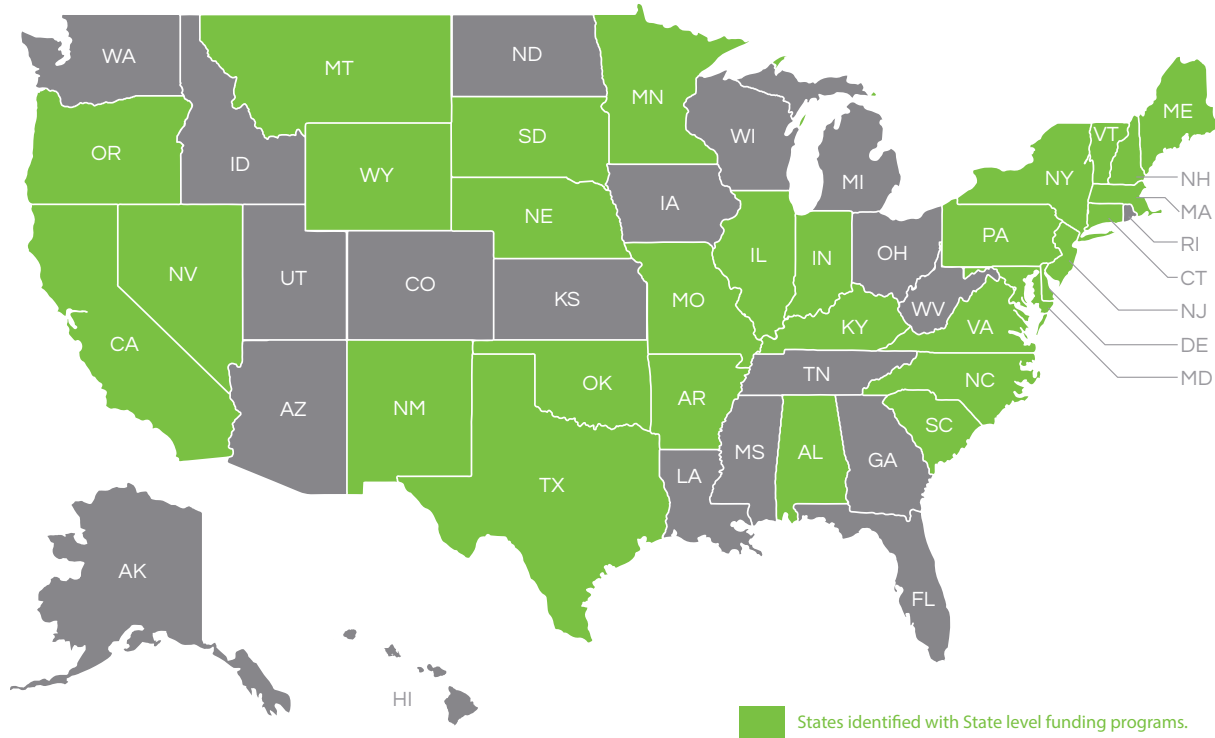 WA
MT
ND
MN
OR
ID
WY
SD
WI
MI
VT
ME
NY
NH
MA
RI
CT
NJ
DE
MD
NE
IA
PA
NV
UT
CO
KS
MO
IL
IN
OH
WV
VA
KY
CA
AZ
NM
OK
AR
TN
NC
SC
TX
LA
MS
AL
GA
FL
AK
HI
States identified with State level funding programs.